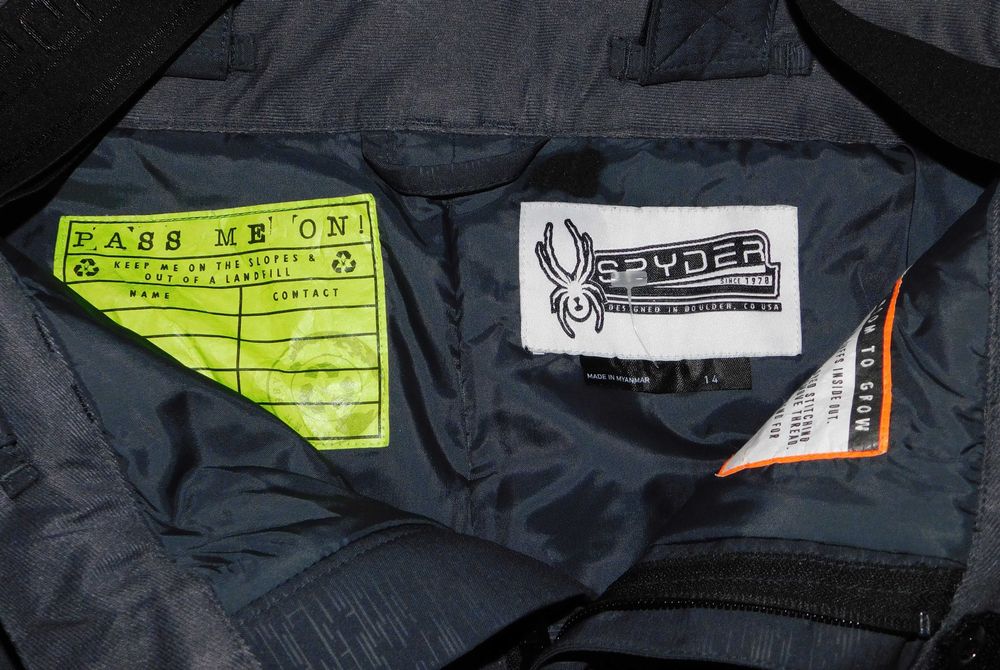 PASS ME ON!
KEEP ME ON THE SLOPES &
OUT OF A LANDFILL
NAME CONTACT
SPYDER
SINCE 1978
DESIGNED IN BOULDER, CO USA
MADE IN MYANMAR 14
TO GROW
INSIDE OUT.
STITCHING
THREAD.
FOR